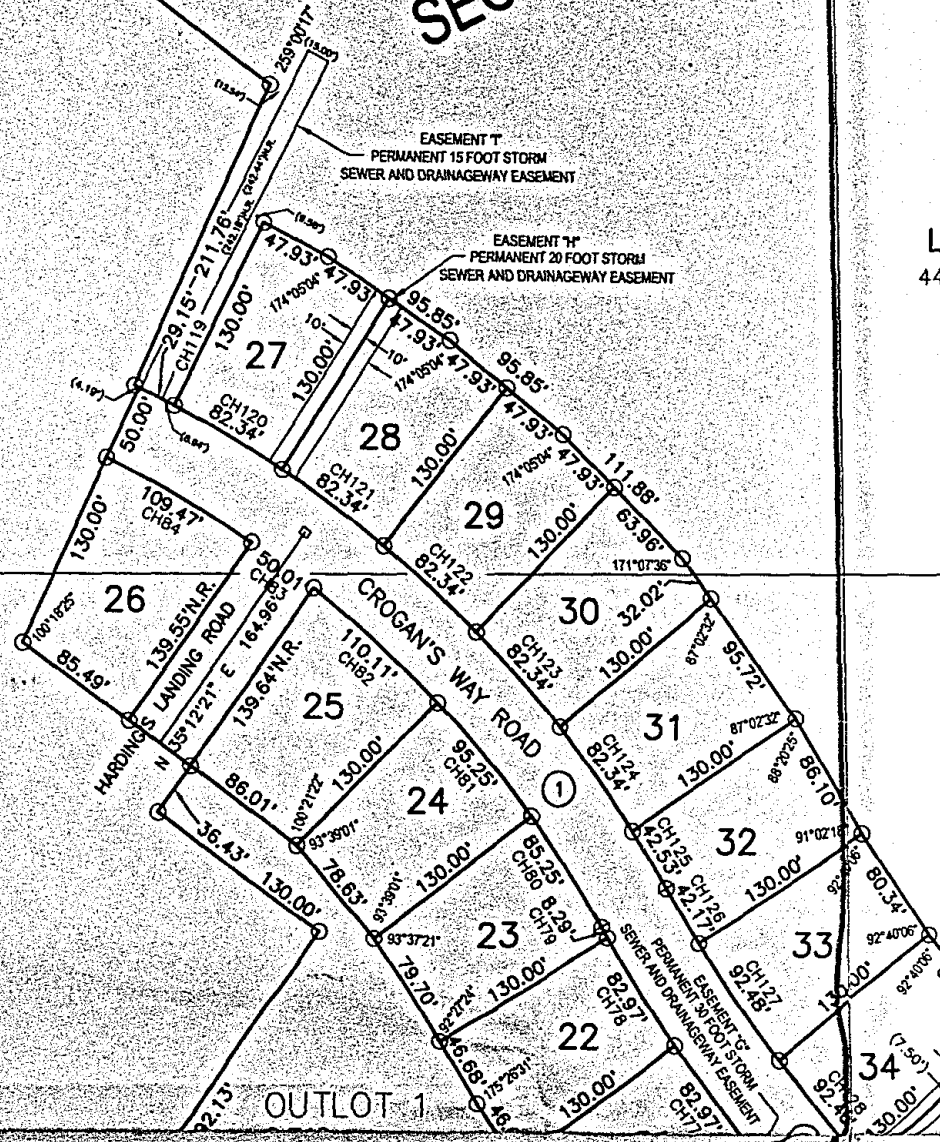 259°00'17"
(15.00')
EASEMENT "I"
PERMANENT 15 FOOT STORM
SEWER AND DRAINAGEWAY EASEMENT
EASEMENT "H"
PERMANENT 20 FOOT STORM
SEWER AND DRAINAGEWAY EASEMENT
L
44
211.76'
29.15'
CH119
(4.19')
47.93'
47.93'
174°05'04"
95.85'
47.93'
174°05'04"
47.93'
95.85'
47.93'
174°05'04"
47.93'
111.88'
63.96'
171°07'36"
32.02'
87°02'32"
95.72'
87°02'32"
88°20'25"
86.10'
91°02'18"
80.34'
92°40'06"
92°40'06"
130.00'
27
10'
10'
130.00'
CH120
82.34'
28
CH121
82.34'
130.00'
29
CH122
82.34'
130.00'
30
CH123
82.34'
130.00'
31
CH124
82.34'
130.00'
32
CH125
42.53'
CH126
42.17'
130.00'
33
CH127
92.48'
130.00'
34
(7.50')
CH128
130.00'
50.00'
109.47'
CH84
130.00'
26
100°18'25"
85.49'
139.55'N.R.
50.01'
CH83
HARDING'S LANDING ROAD
N 35°12'21" E 164.96'
139.64'N.R.
CROGAN'S WAY ROAD
1
25
110.11'
CH82
130.00'
86.01'
100°21'22"
36.43'
130.00'
24
95.25'
CH81
93°39'01"
78.63'
93°39'01"
130.00'
23
85.25'
CH80
8.29'
CH79
93°37'21"
79.70'
92°27'24"
130.00'
22
82.97'
CH78
46.68'
175°26'31"
46.
130.00'
82.97'
CH77
EASEMENT "G"
PERMANENT 30 FOOT STORM
SEWER AND DRAINAGEWAY EASEMENT
OUTLOT 1
92.13'